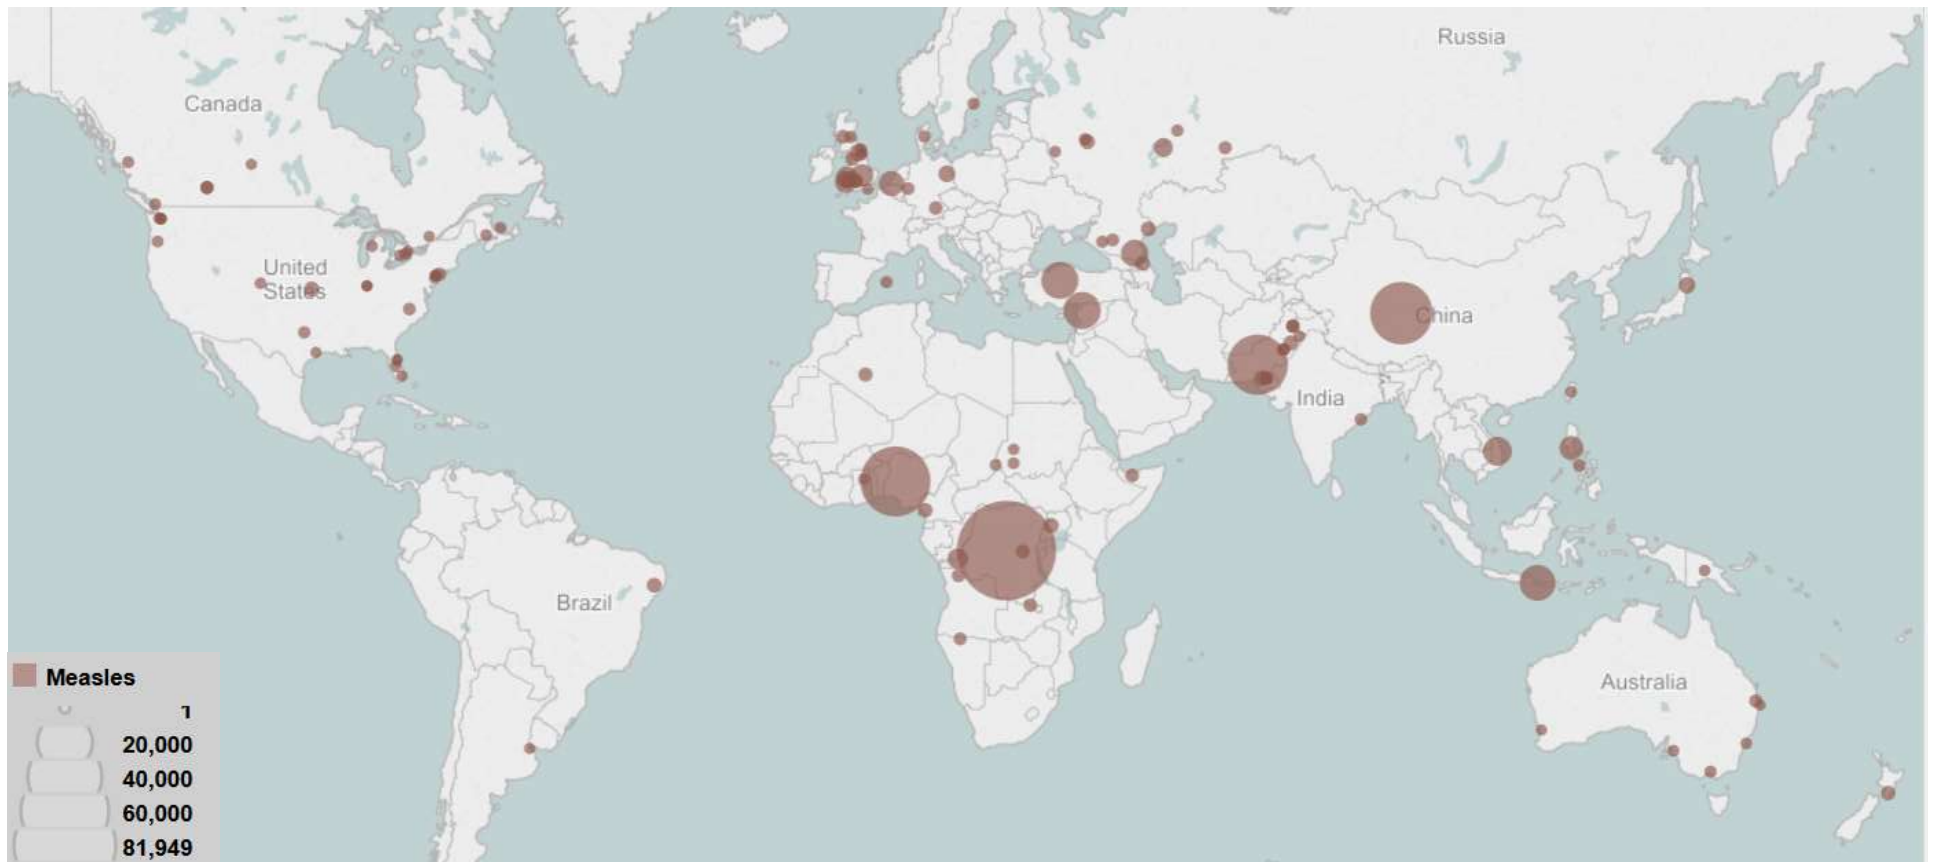 Russia
Canada
United
States
China
India
Brazil
Australia
Measles
1
20,000
40,000
60,000
81,949